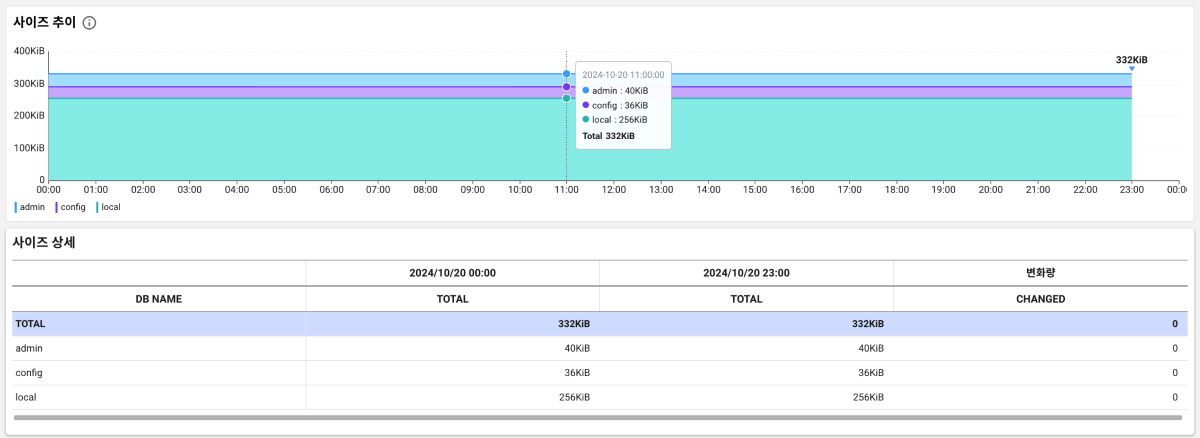 사이즈 추이
400KiB
300KiB
200KiB
100KiB
0
332KiB
2024-10-20 11:00:00
admin : 40KiB
config : 36KiB
local : 256KiB
Total 332KiB
00:00 01:00 02:00 03:00 04:00 05:00 06:00 07:00 08:00 09:00 10:00 11:00 12:00 13:00 14:00 15:00 16:00 17:00 18:00 19:00 20:00 21:00 22:00 23:00 00:0
admin config local
사이즈 상세
2024/10/20 00:00 2024/10/20 23:00 변화량
DB NAME TOTAL TOTAL CHANGED
TOTAL 332KiB 332KiB 0
admin 40KiB 40KiB 0
config 36KiB 36KiB 0
local 256KiB 256KiB 0